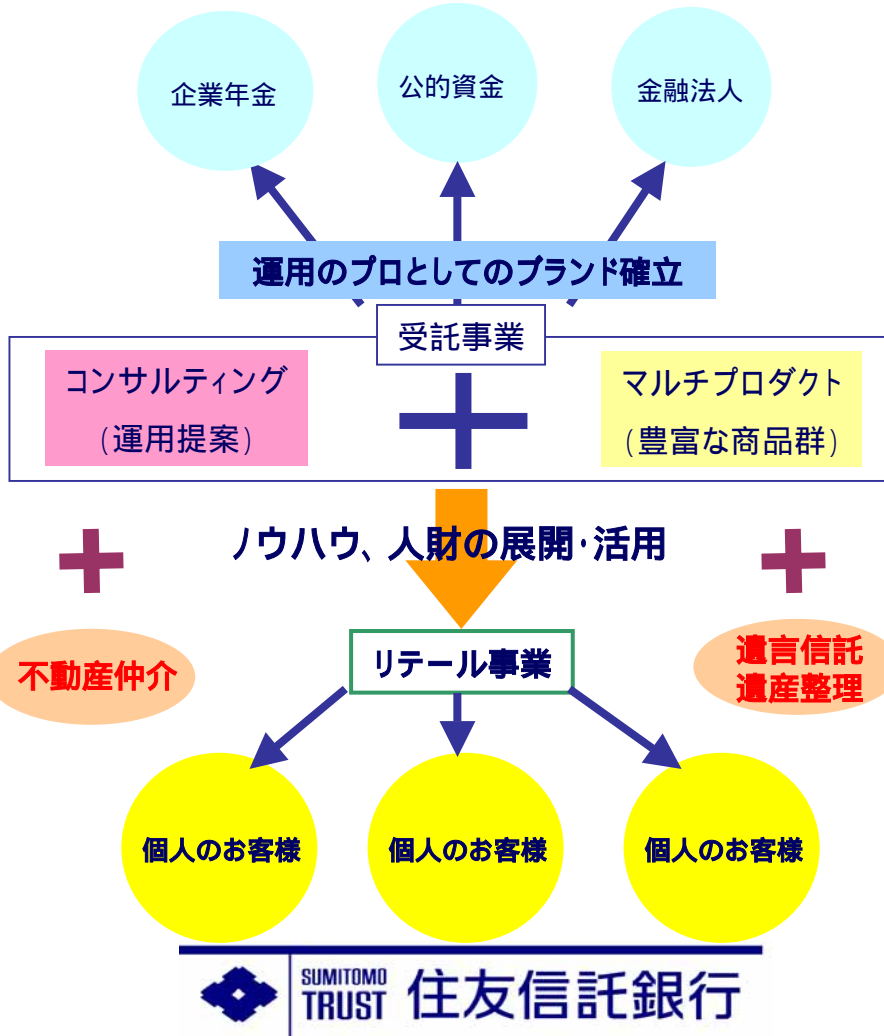 企業年金
公的資金
金融法人
運用のプロとしてのブランド確立
受託事業
コンサルティング
(運用提案)
マルチプロダクト
(豊富な商品群)
ノウハウ、人財の展開・活用
不動産仲介
リテール事業
遺言信託
遺産整理
個人のお客様
個人のお客様
個人のお客様
SUMITOMO
TRUST
住友信託銀行